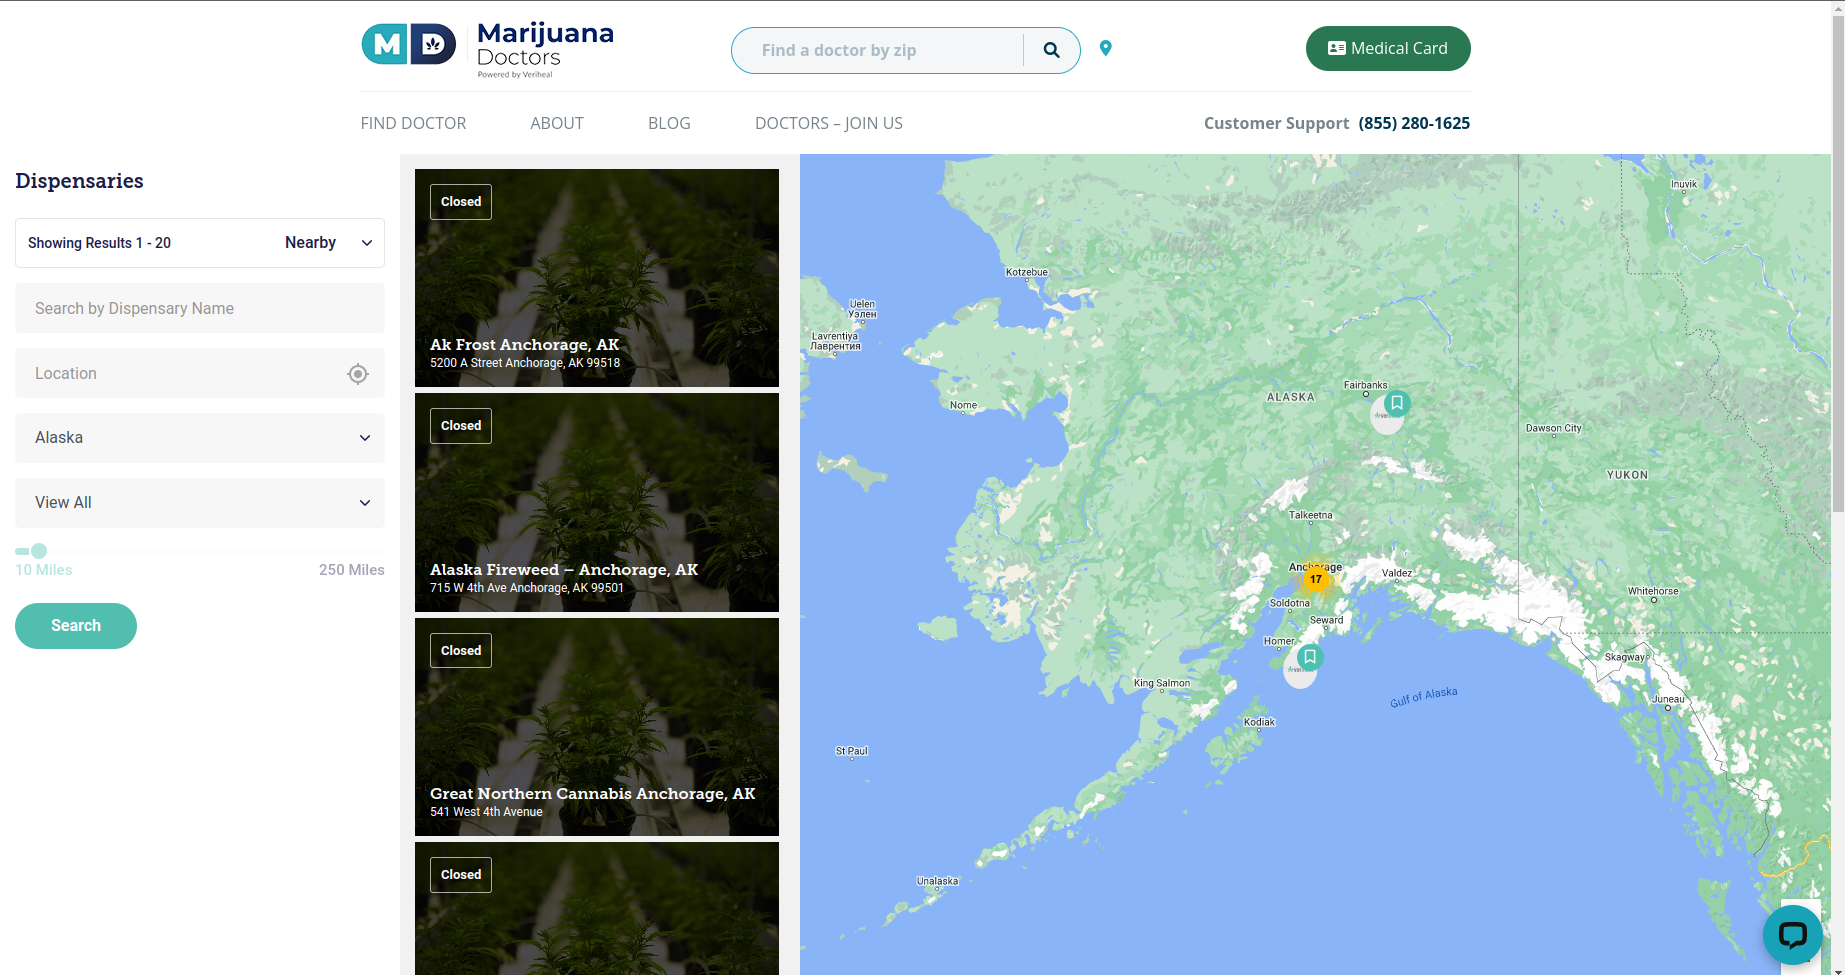 MD
Marijuana
Doctors
Powered by Veriheal
Find a doctor by zip
Medical Card
FIND DOCTOR
ABOUT
BLOG
DOCTORS – JOIN US
Customer Support (855) 280-1625
Dispensaries
Showing Results 1 - 20
Nearby
Search by Dispensary Name
Location
Alaska
View All
10 Miles
250 Miles
Search
Closed
Ak Frost Anchorage, AK
5200 A Street Anchorage, AK 99518
Closed
Alaska Fireweed – Anchorage, AK
715 W 4th Ave Anchorage, AK 99501
Closed
Great Northern Cannabis Anchorage, AK
541 West 4th Avenue
Closed
Inuvik
Kotzebue
Uelen
Уэлен
Lavrentiya
Лаврентия
Nome
ALASKA
Fairbanks
Dawson City
YUKON
Talkeetna
Anchorage
17
Valdez
Soldotna
Seward
Whitehorse
Homer
Skagway
King Salmon
Juneau
Gulf of Alaska
Kodiak
St Paul
Unalaska